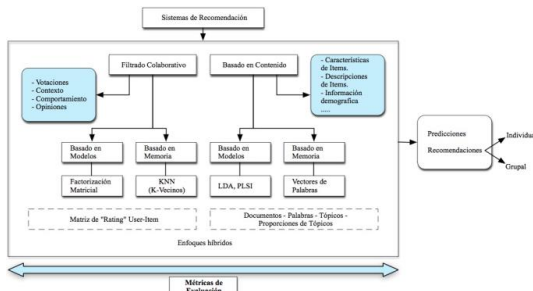 Sistemas de Recomendación
Filtrado Colaborativo
Basado en Contenido
- Votaciones
- Contexto
- Comportamiento
- Opiniones
- Características
de Items.
- Descripciones
de Items.
- Información
demografica
.....
Basado en
Modelos
Basado en
Memoria
Basado en
Modelos
Basado en
Memoria
Factorización
Matricial
KNN
(K-Vecinos)
LDA, PLSI
Vectores de
Palabras
Matriz de "Rating" User-Item
Documentos - Palabras - Tópicos -
Proporciones de Tópicos
Enfoques híbridos
Predicciones
Recomendaciones
Individual
Grupal
Métricas de
Evaluación